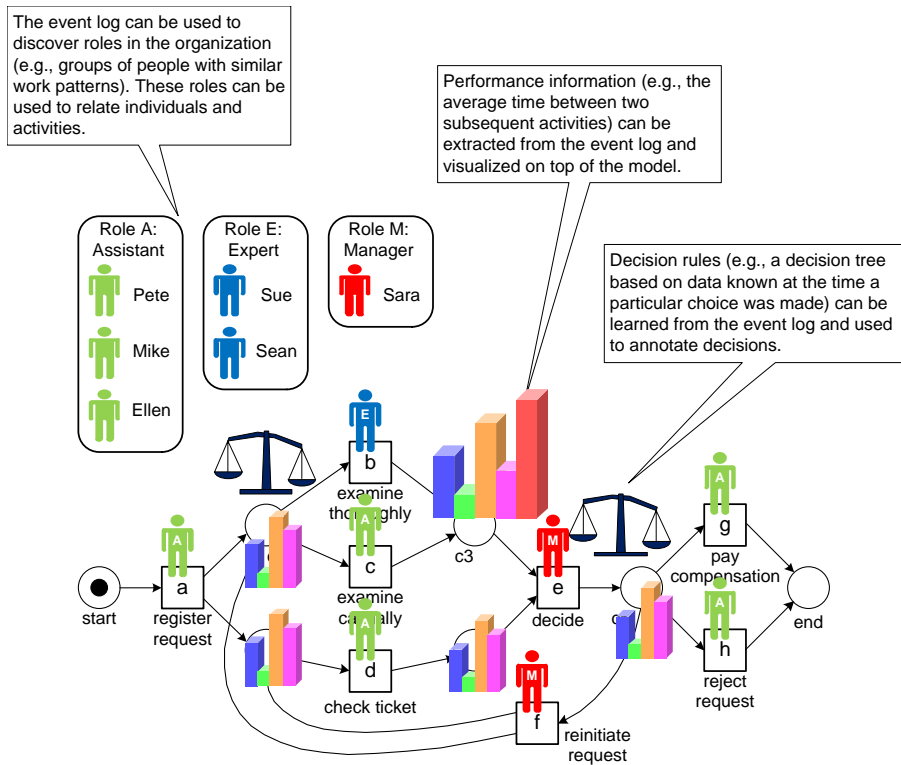 The event log can be used to
discover roles in the organization
(e.g., groups of people with similar
work patterns). These roles can be
used to relate individuals and
activities.
Performance information (e.g., the
average time between two
subsequent activities) can be
extracted from the event log and
visualized on top of the model.
Decision rules (e.g., a decision tree
based on data known at the time a
particular choice was made) can be
learned from the event log and used
to annotate decisions.
Role A:
Assistant
Pete
Mike
Ellen
Role E:
Expert
Sue
Sean
Role M:
Manager
Sara
E
b
examine
thoroughly
A
c
examine
A
d
check ticket
A
a
register
request
start
c3
M
e
decide
M
f
reinitiate
request
A
g
pay
compensation
A
h
reject
request
end